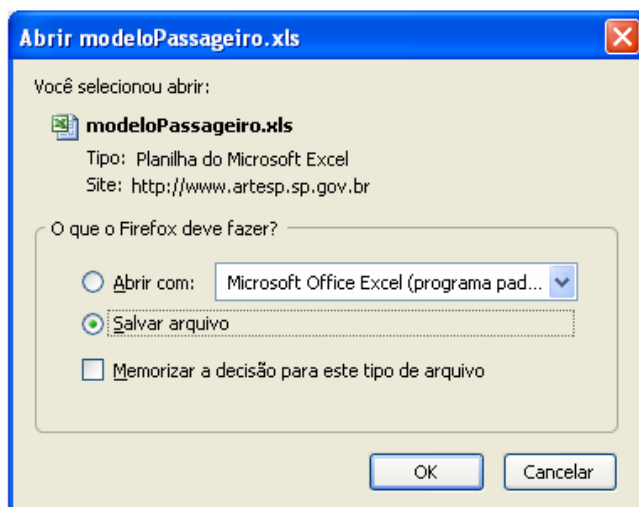 Abrir modeloPassageiro.xls
Você selecionou abrir:
modeloPassageiro.xls
Tipo: Planilha do Microsoft Excel
Site: http://www.artesp.sp.gov.br
O que o Firefox deve fazer?
Abrir com: Microsoft Office Excel (programa pad...
Salvar arquivo
Memorizar a decisão para este tipo de arquivo
OK Cancelar